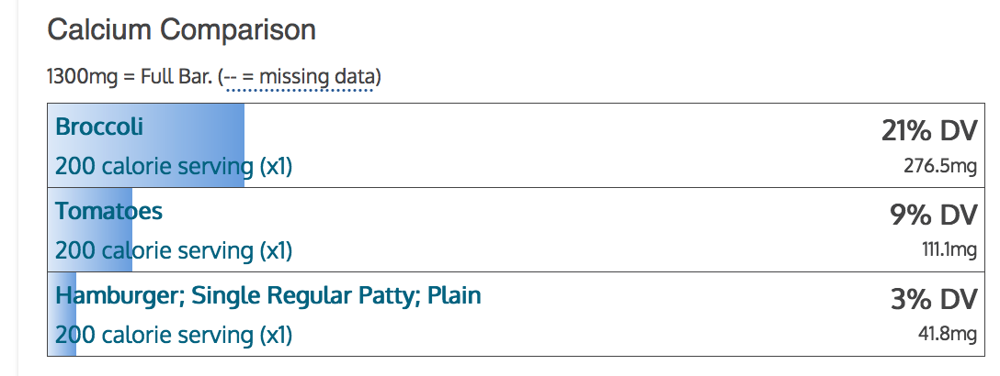 Calcium Comparison
1300mg = Full Bar. (-- = missing data)
Broccoli 21% DV
200 calorie serving (x1) 276.5mg
Tomatoes 9% DV
200 calorie serving (x1) 111.1mg
Hamburger; Single Regular Patty; Plain 3% DV
200 calorie serving (x1) 41.8mg